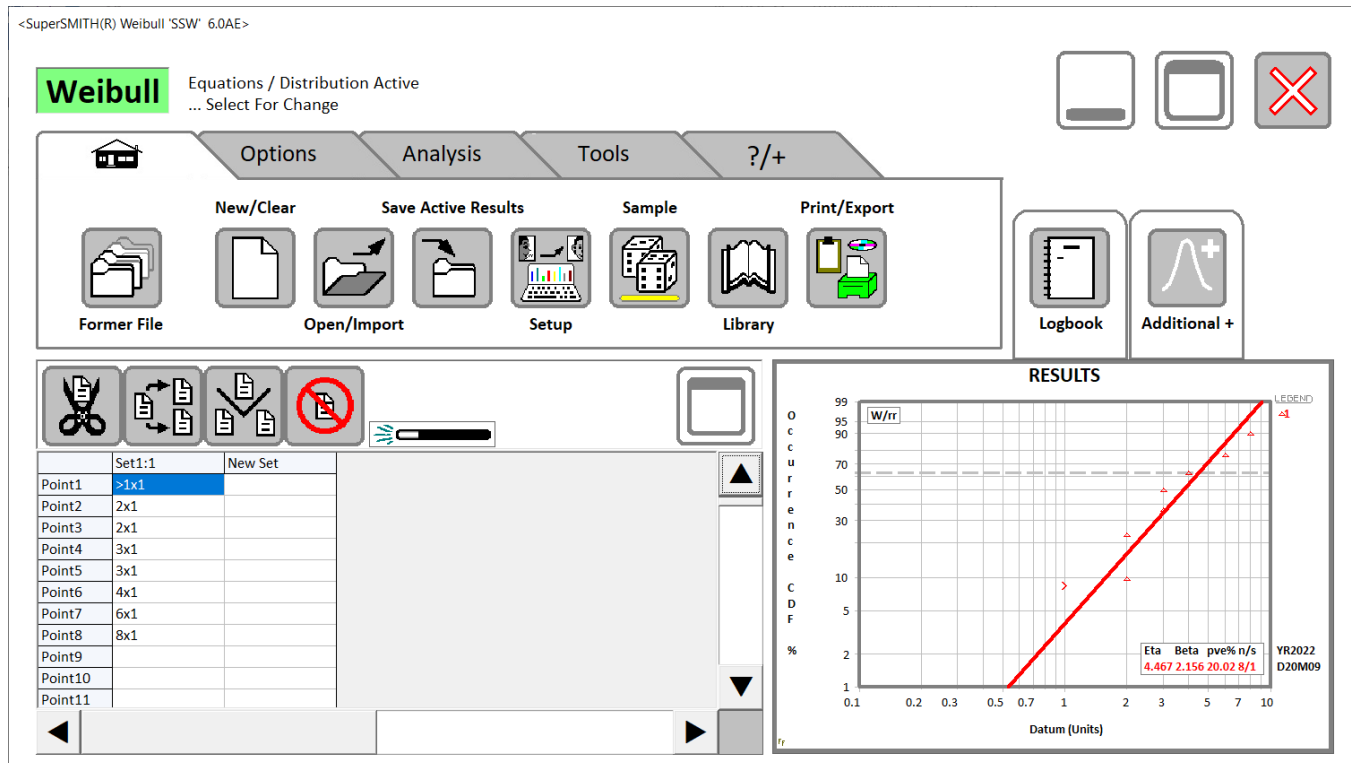 <SuperSMITH(R) Weibull 'SSW' 6.0AE>
Weibull
Equations / Distribution Active
... Select For Change
Options Analysis Tools ?/+
New/Clear Save Active Results Sample Print/Export
Former File Open/Import Setup Library
Logbook Additional +
Set1:1 New Set
Point1 >1x1
Point2 2x1
Point3 2x1
Point4 3x1
Point5 3x1
Point6 4x1
Point7 6x1
Point8 8x1
Point9
Point10
Point11
RESULTS
Occurrence CDF %
99
95
90
70
50
30
10
5
2
1
W/rr
LEGEND
1
Eta Beta pve% n/s
4.467 2.156 20.02 8/1
YR2022
D20M09
0.1 0.2 0.3 0.5 0.7 1 2 3 5 7 10
Datum (Units)
rr